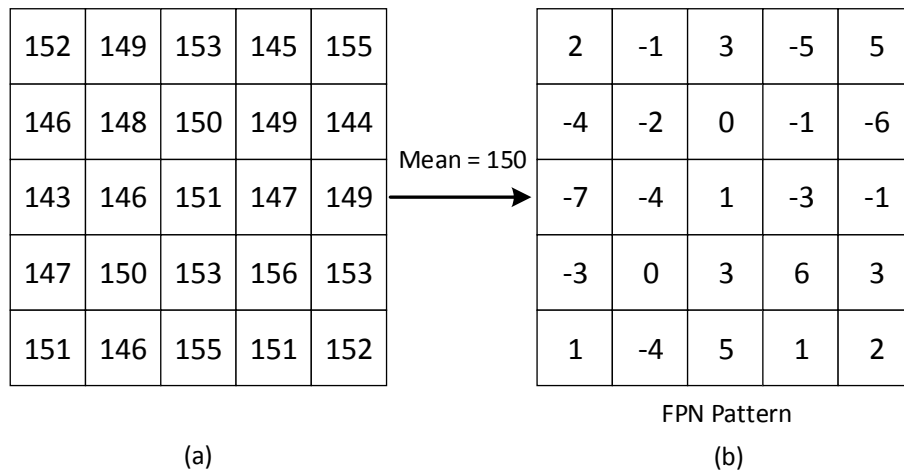 152 149 153 145 155 2 -1 3 -5 5
146 148 150 149 144 -4 -2 0 -1 -6
Mean = 150
143 146 151 147 149 -7 -4 1 -3 -1
147 150 153 156 153 -3 0 3 6 3
151 146 155 151 152 1 -4 5 1 2
FPN Pattern
(a) (b)